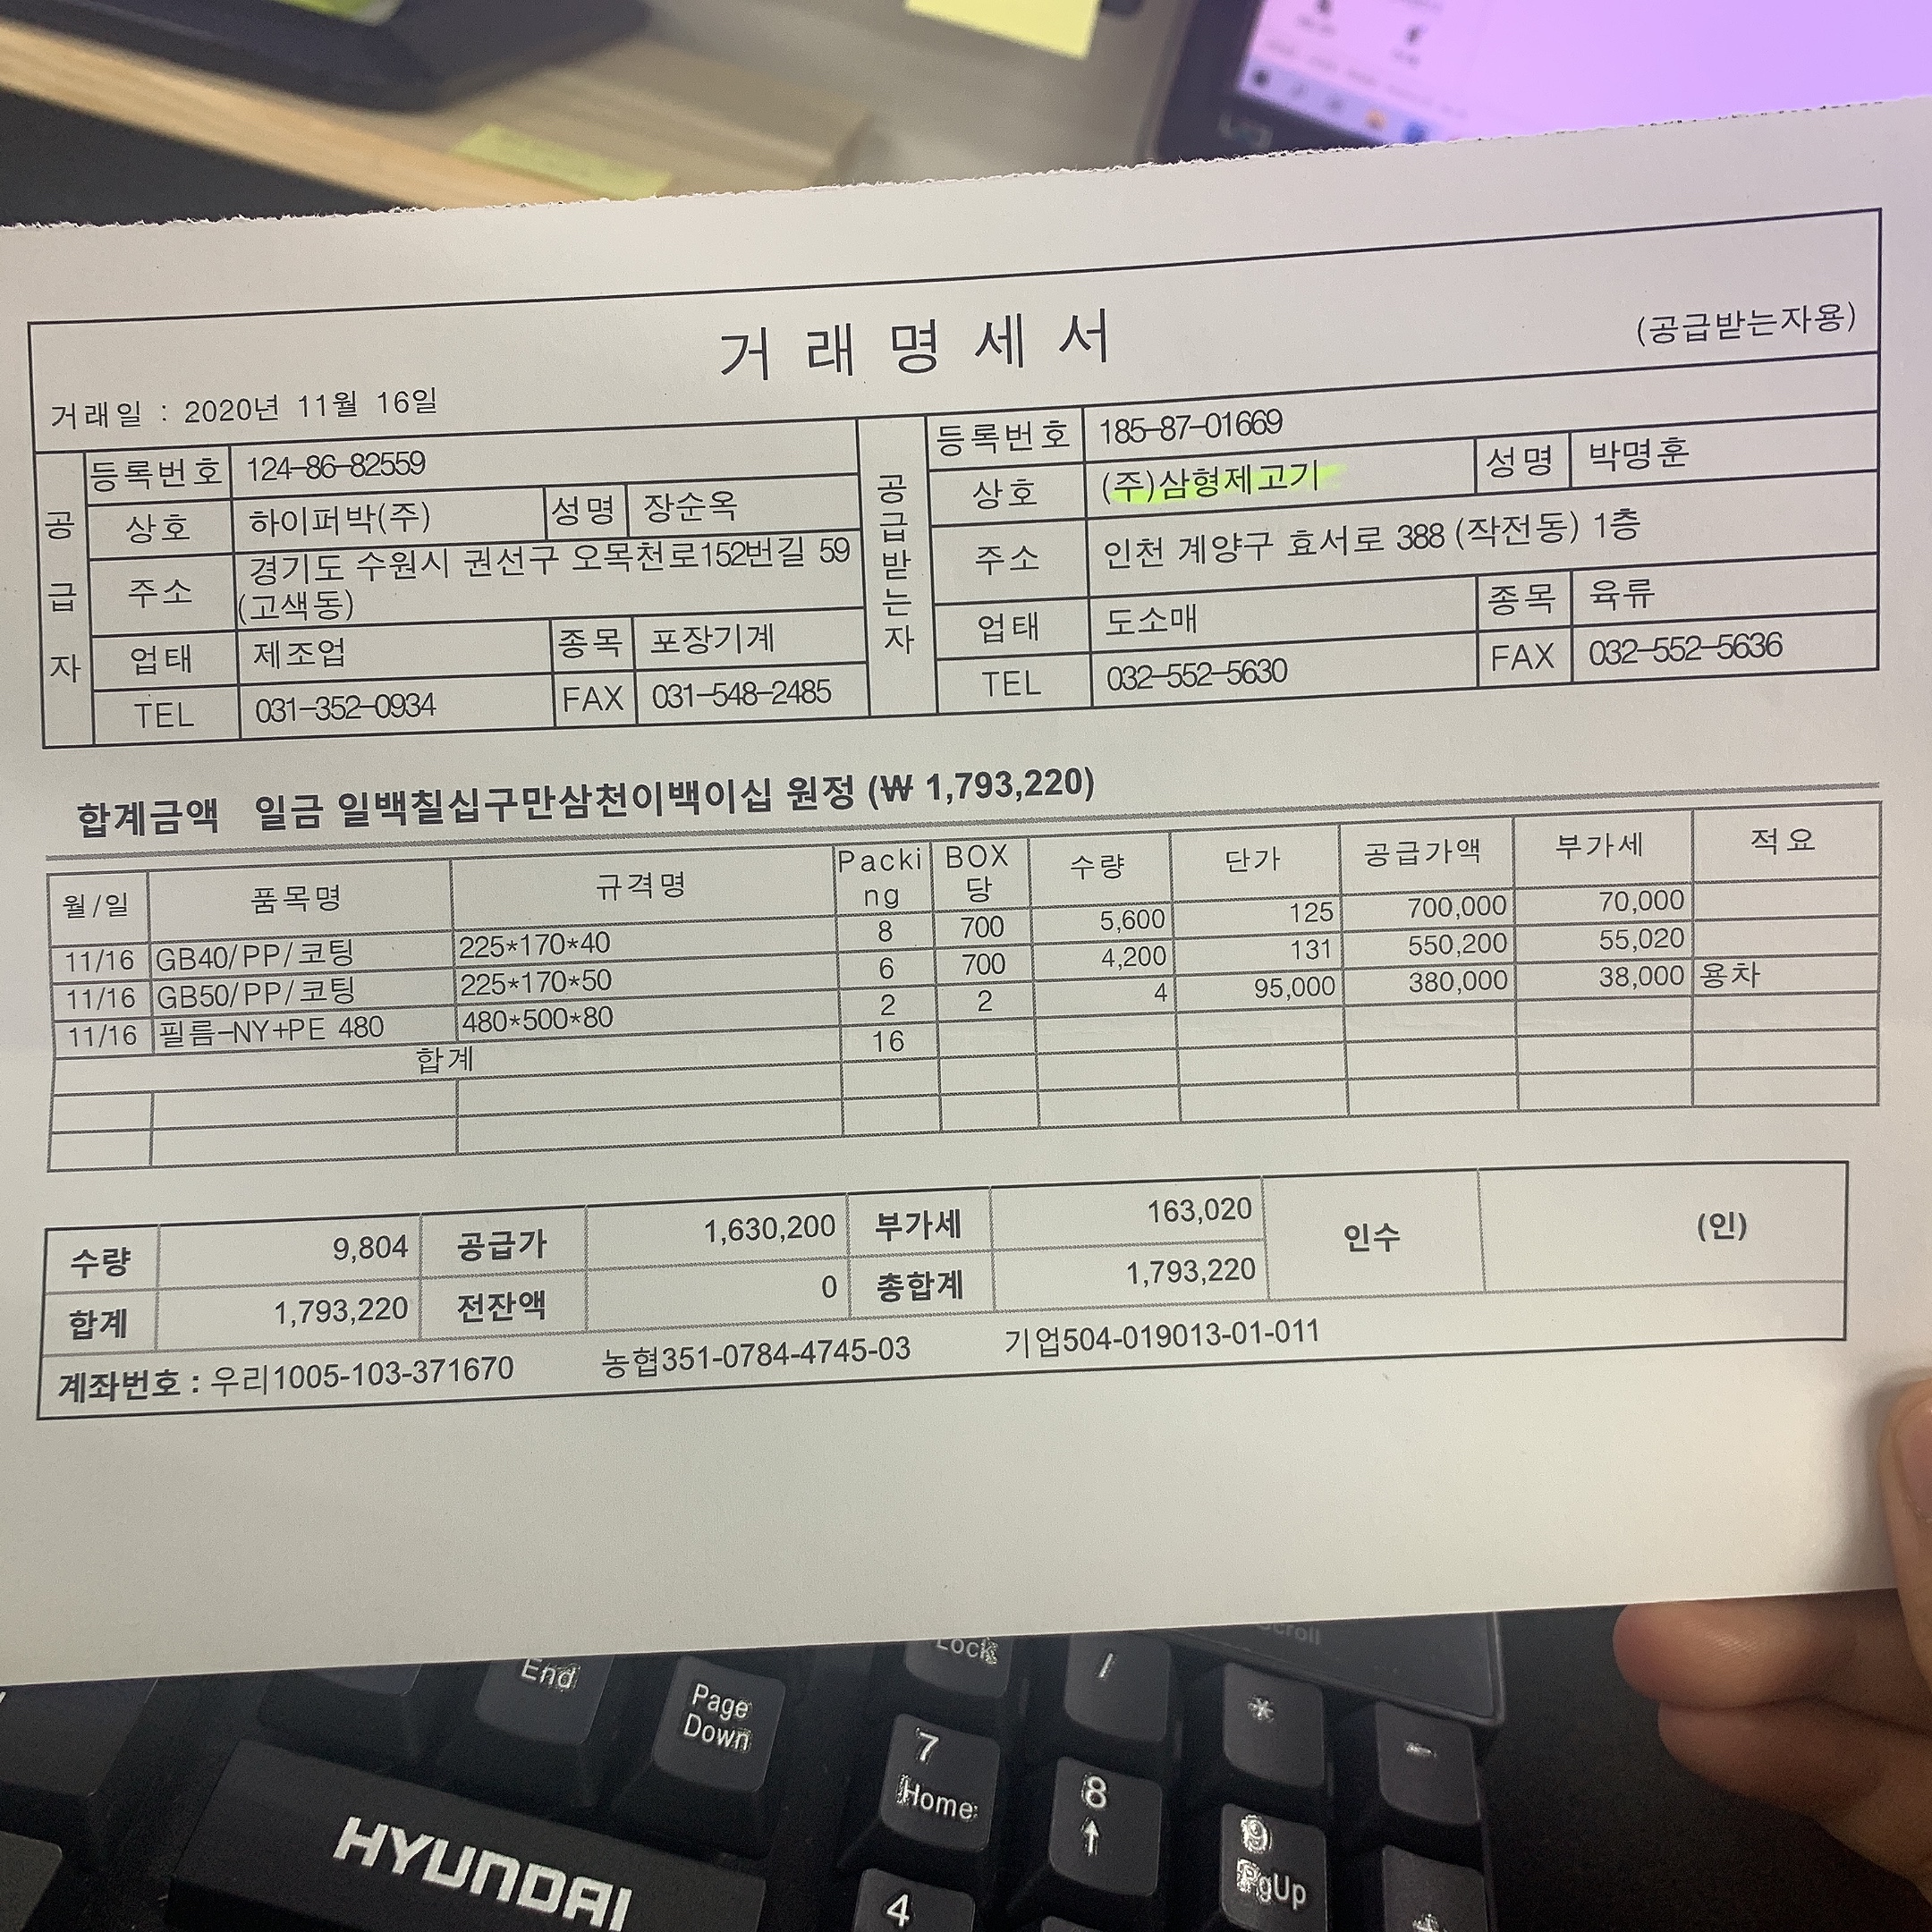 거래명세서
(공급받는자용)
거래일 : 2020년 11월 16일
공급자
등록번호 124-86-82559
상호 하이퍼박(주) 성명 장순옥
주소 경기도 수원시 권선구 오목천로152번길 59
(고색동)
업태 제조업 종목 포장기계
TEL 031-352-0934 FAX 031-548-2485
공급받는자
등록번호 185-87-01669
상호 (주)삼형제고기 성명 박명훈
주소 인천 계양구 효서로 388 (작전동) 1층
업태 도소매 종목 육류
TEL 032-552-5630 FAX 032-552-5636
합계금액 일금 일백칠십구만삼천이백이십 원정 (₩ 1,793,220)
월/일 품목명 규격명 Packing BOX당 수량 단가 공급가액 부가세 적요
11/16 GB40/PP/코팅 225*170*40 8 700 5,600 125 700,000 70,000
11/16 GB50/PP/코팅 225*170*50 6 700 4,200 131 550,200 55,020
11/16 필름-NY+PE 480 480*500*80 2 2 4 95,000 380,000 38,000 용차
합계 16
수량 9,804 공급가 1,630,200 부가세 163,020 인수 (인)
합계 1,793,220 전잔액 0 총합계 1,793,220
계좌번호 : 우리1005-103-371670 농협351-0784-4745-03 기업504-019013-01-011
Lock
/
Scroll
End
Page
Down
*
-
7
Home
8
↑
9
PgUp
+
4
HYUNDAI